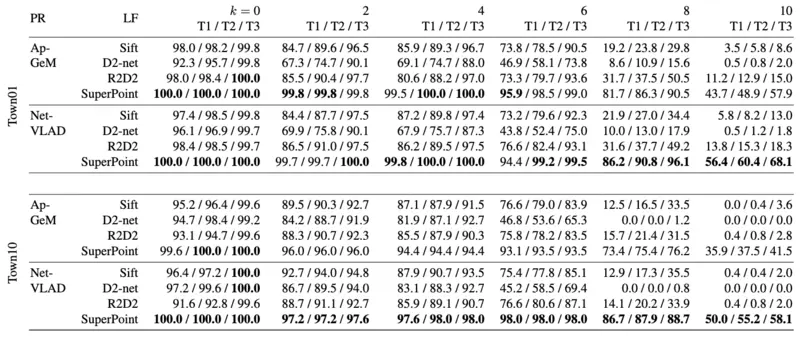 PR LF k = 0 2 4 6 8 10
T1 / T2 / T3 T1 / T2 / T3 T1 / T2 / T3 T1 / T2 / T3 T1 / T2 / T3 T1 / T2 / T3
Town01
Ap- Sift 98.0 / 98.2 / 99.8 84.7 / 89.6 / 96.5 85.9 / 89.3 / 96.7 73.8 / 78.5 / 90.5 19.2 / 23.8 / 29.8 3.5 / 5.8 / 8.6
GeM D2-net 92.3 / 95.7 / 99.8 67.3 / 74.7 / 90.1 69.1 / 74.7 / 88.0 46.9 / 58.1 / 73.8 8.6 / 10.9 / 15.6 0.5 / 0.8 / 2.0
R2D2 98.0 / 98.4 / 100.0 85.5 / 90.4 / 97.7 80.6 / 88.2 / 97.0 73.3 / 79.7 / 93.6 31.7 / 37.5 / 50.5 11.2 / 12.9 / 15.0
SuperPoint 100.0 / 100.0 / 100.0 99.8 / 99.8 / 99.8 99.5 / 100.0 / 100.0 95.9 / 98.5 / 99.0 81.7 / 86.3 / 90.5 43.7 / 48.9 / 57.9
Net- Sift 97.4 / 98.5 / 99.8 84.4 / 87.7 / 97.5 87.2 / 89.8 / 97.4 73.2 / 79.6 / 92.3 21.9 / 27.0 / 34.4 5.8 / 8.2 / 13.0
VLAD D2-net 96.1 / 96.9 / 99.7 69.9 / 75.8 / 90.1 67.9 / 75.7 / 87.3 43.8 / 52.4 / 75.0 10.0 / 13.0 / 17.9 0.5 / 1.2 / 1.8
R2D2 98.4 / 98.5 / 99.7 86.5 / 91.0 / 97.5 86.2 / 89.5 / 97.5 76.6 / 82.4 / 93.1 31.6 / 37.7 / 49.2 13.8 / 15.3 / 18.3
SuperPoint 100.0 / 100.0 / 100.0 99.7 / 99.7 / 100.0 99.8 / 100.0 / 100.0 94.4 / 99.2 / 99.5 86.2 / 90.8 / 96.1 56.4 / 60.4 / 68.1
Town10
Ap- Sift 95.2 / 96.4 / 99.6 89.5 / 90.3 / 92.7 87.1 / 87.9 / 91.5 76.6 / 79.0 / 83.9 12.5 / 16.5 / 33.5 0.0 / 0.4 / 3.6
GeM D2-net 94.7 / 98.4 / 99.2 84.2 / 88.7 / 91.9 81.9 / 87.1 / 92.7 46.8 / 53.6 / 65.3 0.0 / 0.0 / 1.2 0.0 / 0.0 / 0.0
R2D2 93.1 / 94.7 / 99.6 88.3 / 90.7 / 92.3 85.5 / 87.9 / 90.3 75.8 / 78.2 / 83.5 15.7 / 21.4 / 31.5 0.4 / 0.8 / 2.8
SuperPoint 99.6 / 100.0 / 100.0 96.0 / 96.0 / 96.0 94.4 / 94.4 / 94.4 93.1 / 93.5 / 93.5 73.4 / 75.4 / 76.2 35.9 / 37.5 / 41.5
Net- Sift 96.4 / 97.2 / 100.0 92.7 / 94.0 / 94.8 87.9 / 90.7 / 93.5 75.4 / 77.8 / 85.1 12.9 / 17.3 / 35.5 0.4 / 0.4 / 2.0
VLAD D2-net 97.2 / 99.6 / 100.0 86.7 / 89.5 / 94.0 83.1 / 88.3 / 92.7 45.2 / 58.5 / 69.4 0.0 / 0.0 / 0.8 0.0 / 0.0 / 0.0
R2D2 91.6 / 92.8 / 99.6 88.7 / 91.1 / 92.7 85.9 / 89.1 / 90.7 76.6 / 80.6 / 87.1 14.1 / 20.2 / 33.9 0.4 / 0.8 / 2.0
SuperPoint 100.0 / 100.0 / 100.0 97.2 / 97.2 / 97.6 97.6 / 98.0 / 98.0 98.0 / 98.0 / 98.0 86.7 / 87.9 / 88.7 50.0 / 55.2 / 58.1